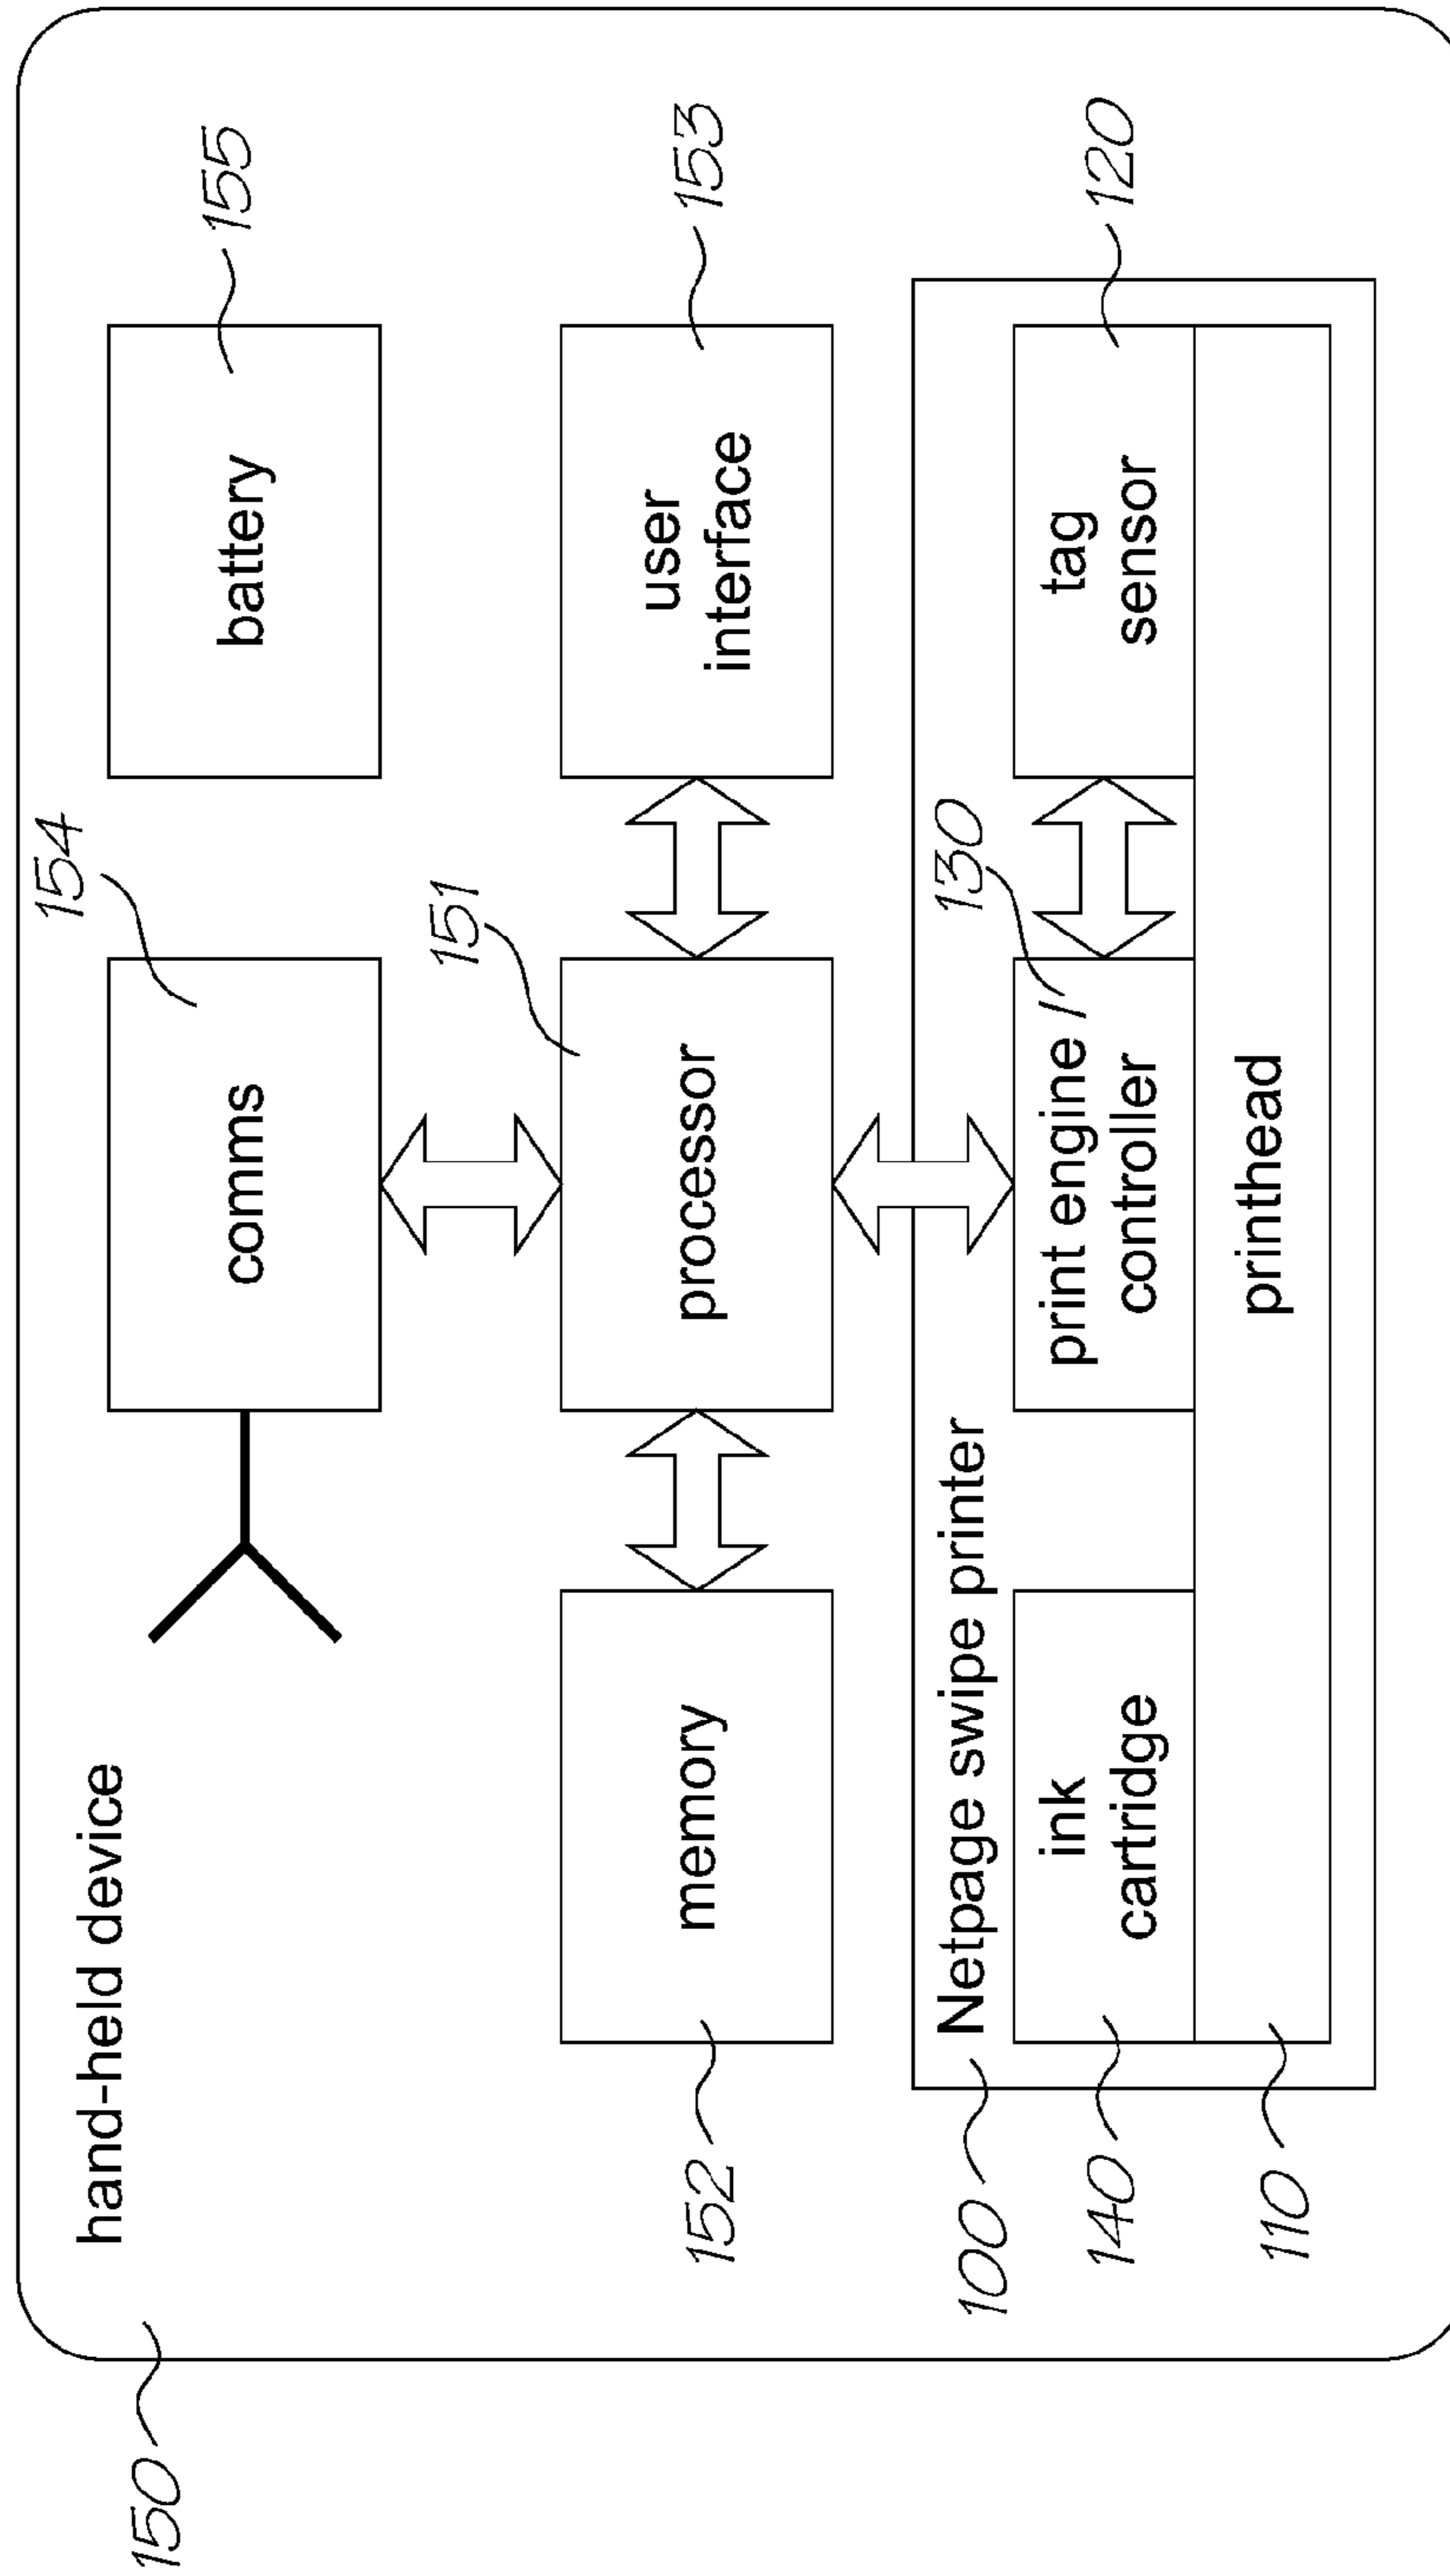 150
hand-held device
154
comms
battery
155
151
152
memory
processor
user
interface
153
100
Netpage swipe printer
130
140
ink
cartridge
print engine /
controller
tag
sensor
120
110
printhead